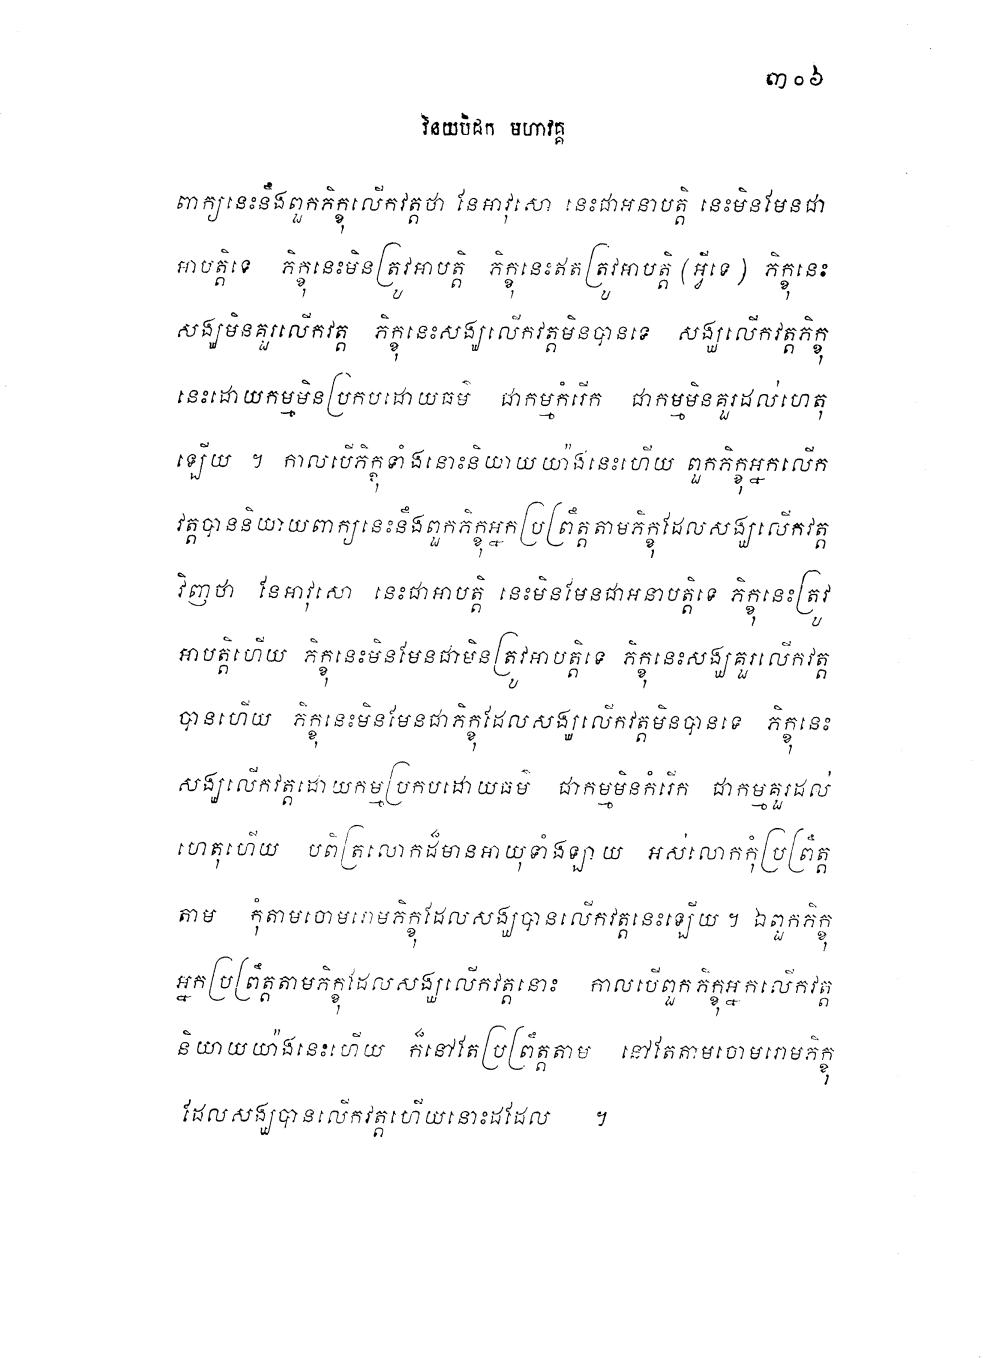 ៣០៦
វិនយបិដក មហាវគ្គ
ពាក្យនេះនឹងពួកភិក្ខុលើកវត្តថា នែអាវុសោ នេះជាអនាបត្តិ នេះមិនមែនជា
អាបត្តិទេ ភិក្ខុនេះមិនត្រូវអាបត្តិ ភិក្ខុនេះឥតត្រូវអាបត្តិ (អ្វីទេ) ភិក្ខុនេះ
សង្ឃមិនគួរលើកវត្ត ភិក្ខុនេះសង្ឃលើកវត្តមិនបានទេ សង្ឃលើកវត្តភិក្ខុ
នេះដោយកម្មមិនប្រកបដោយធម៌ ជាកម្មកំរើក ជាកម្មមិនគួរដល់ហេតុ
ឡើយ ។ កាលបើភិក្ខុទាំងនោះនិយាយយ៉ាងនេះហើយ ពួកភិក្ខុអ្នកលើក
វត្តបាននិយាយពាក្យនេះនឹងពួកភិក្ខុអ្នកប្រព្រឹត្តតាមភិក្ខុដែលសង្ឃលើកវត្ត
វិញថា នែអាវុសោ នេះជាអាបត្តិ នេះមិនមែនជាអនាបត្តិទេ ភិក្ខុនេះត្រូវ
អាបត្តិហើយ ភិក្ខុនេះមិនមែនជាមិនត្រូវអាបត្តិទេ ភិក្ខុនេះសង្ឃគួរលើកវត្ត
បានហើយ ភិក្ខុនេះមិនមែនជាភិក្ខុដែលសង្ឃលើកវត្តមិនបានទេ ភិក្ខុនេះ
សង្ឃលើកវត្តដោយកម្មប្រកបដោយធម៌ ជាកម្មមិនកំរើក ជាកម្មគួរដល់
ហេតុហើយ បពិត្រលោកដ៏មានអាយុទាំងឡាយ អស់លោកកុំប្រព្រឹត្ត
តាម កុំតាមចោមរោមភិក្ខុដែលសង្ឃបានលើកវត្តនេះឡើយ ។ ឯពួកភិក្ខុ
អ្នកប្រព្រឹត្តតាមភិក្ខុដែលសង្ឃលើកវត្តនោះ កាលបើពួកភិក្ខុអ្នកលើកវត្ត
និយាយយ៉ាងនេះហើយ ក៏នៅតែប្រព្រឹត្តតាម នៅតែតាមចោមរោមភិក្ខុ
ដែលសង្ឃបានលើកវត្តហើយនោះដដែល ។